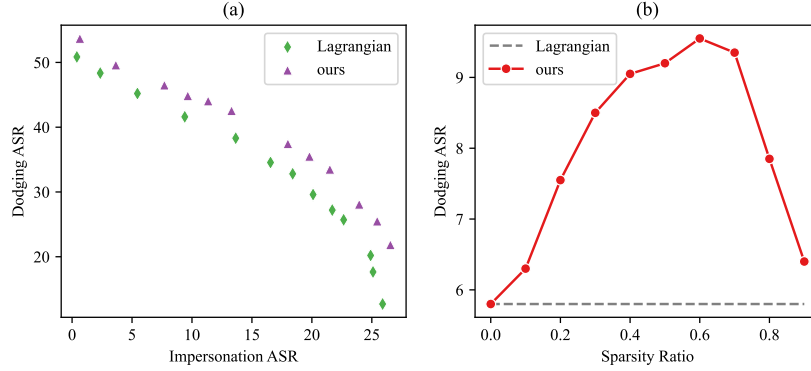 (a)
Lagrangian
ours
50
40
30
20
0
5
10
15
20
25
Dodging ASR
Impersonation ASR
(b)
Lagrangian
ours
9
8
7
6
0.0
0.2
0.4
0.6
0.8
Dodging ASR
Sparsity Ratio